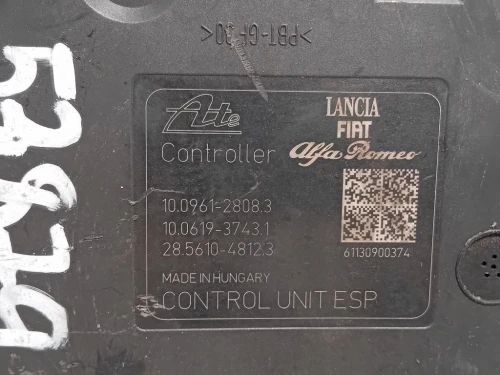 >PBT-GF30<
Ate
LANCIA
FIAT
Alfa Romeo
Controller
10.0961-2808.3
10.0619-3743.1
28.5610-4812.3
61130900374
MADE IN HUNGARY
CONTROL UNIT ESP